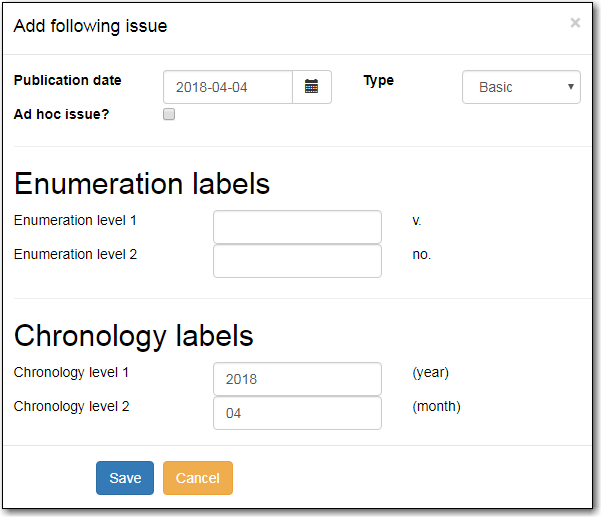 Add following issue ×
Publication date 2018-04-04 Type Basic
Ad hoc issue?
Enumeration labels
Enumeration level 1 v.
Enumeration level 2 no.
Chronology labels
Chronology level 1 2018 (year)
Chronology level 2 04 (month)
Save Cancel